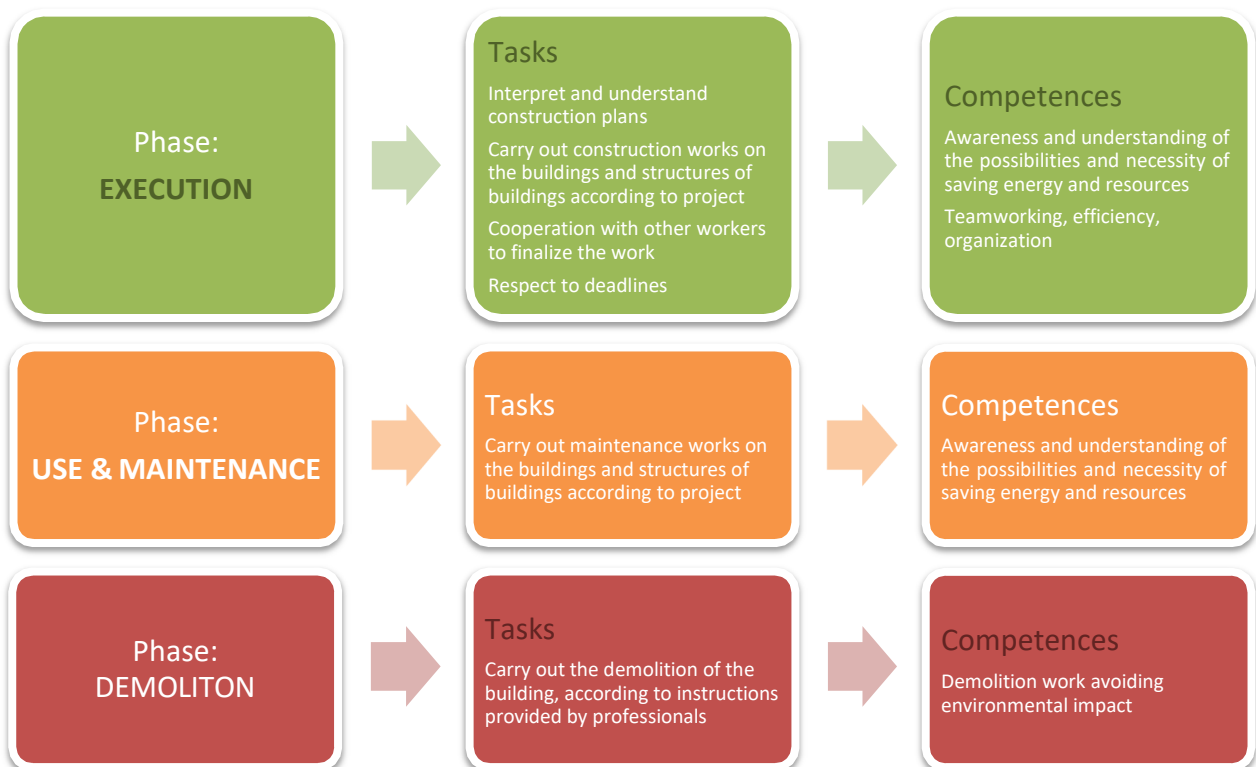 Phase:
EXECUTION
Tasks
Interpret and understand
construction plans
Carry out construction works on
the buildings and structures of
buildings according to project
Cooperation with other workers
to finalize the work
Respect to deadlines
Competences
Awareness and understanding of
the possibilities and necessity of
saving energy and resources
Teamworking, efficiency,
organization
Phase:
USE & MAINTENANCE
Tasks
Carry out maintenance works on
the buildings and structures of
buildings according to project
Competences
Awareness and understanding of
the possibilities and necessity of
saving energy and resources
Phase:
DEMOLITON
Tasks
Carry out the demolition of the
building, according to instructions
provided by professionals
Competences
Demolition work avoiding
environmental impact